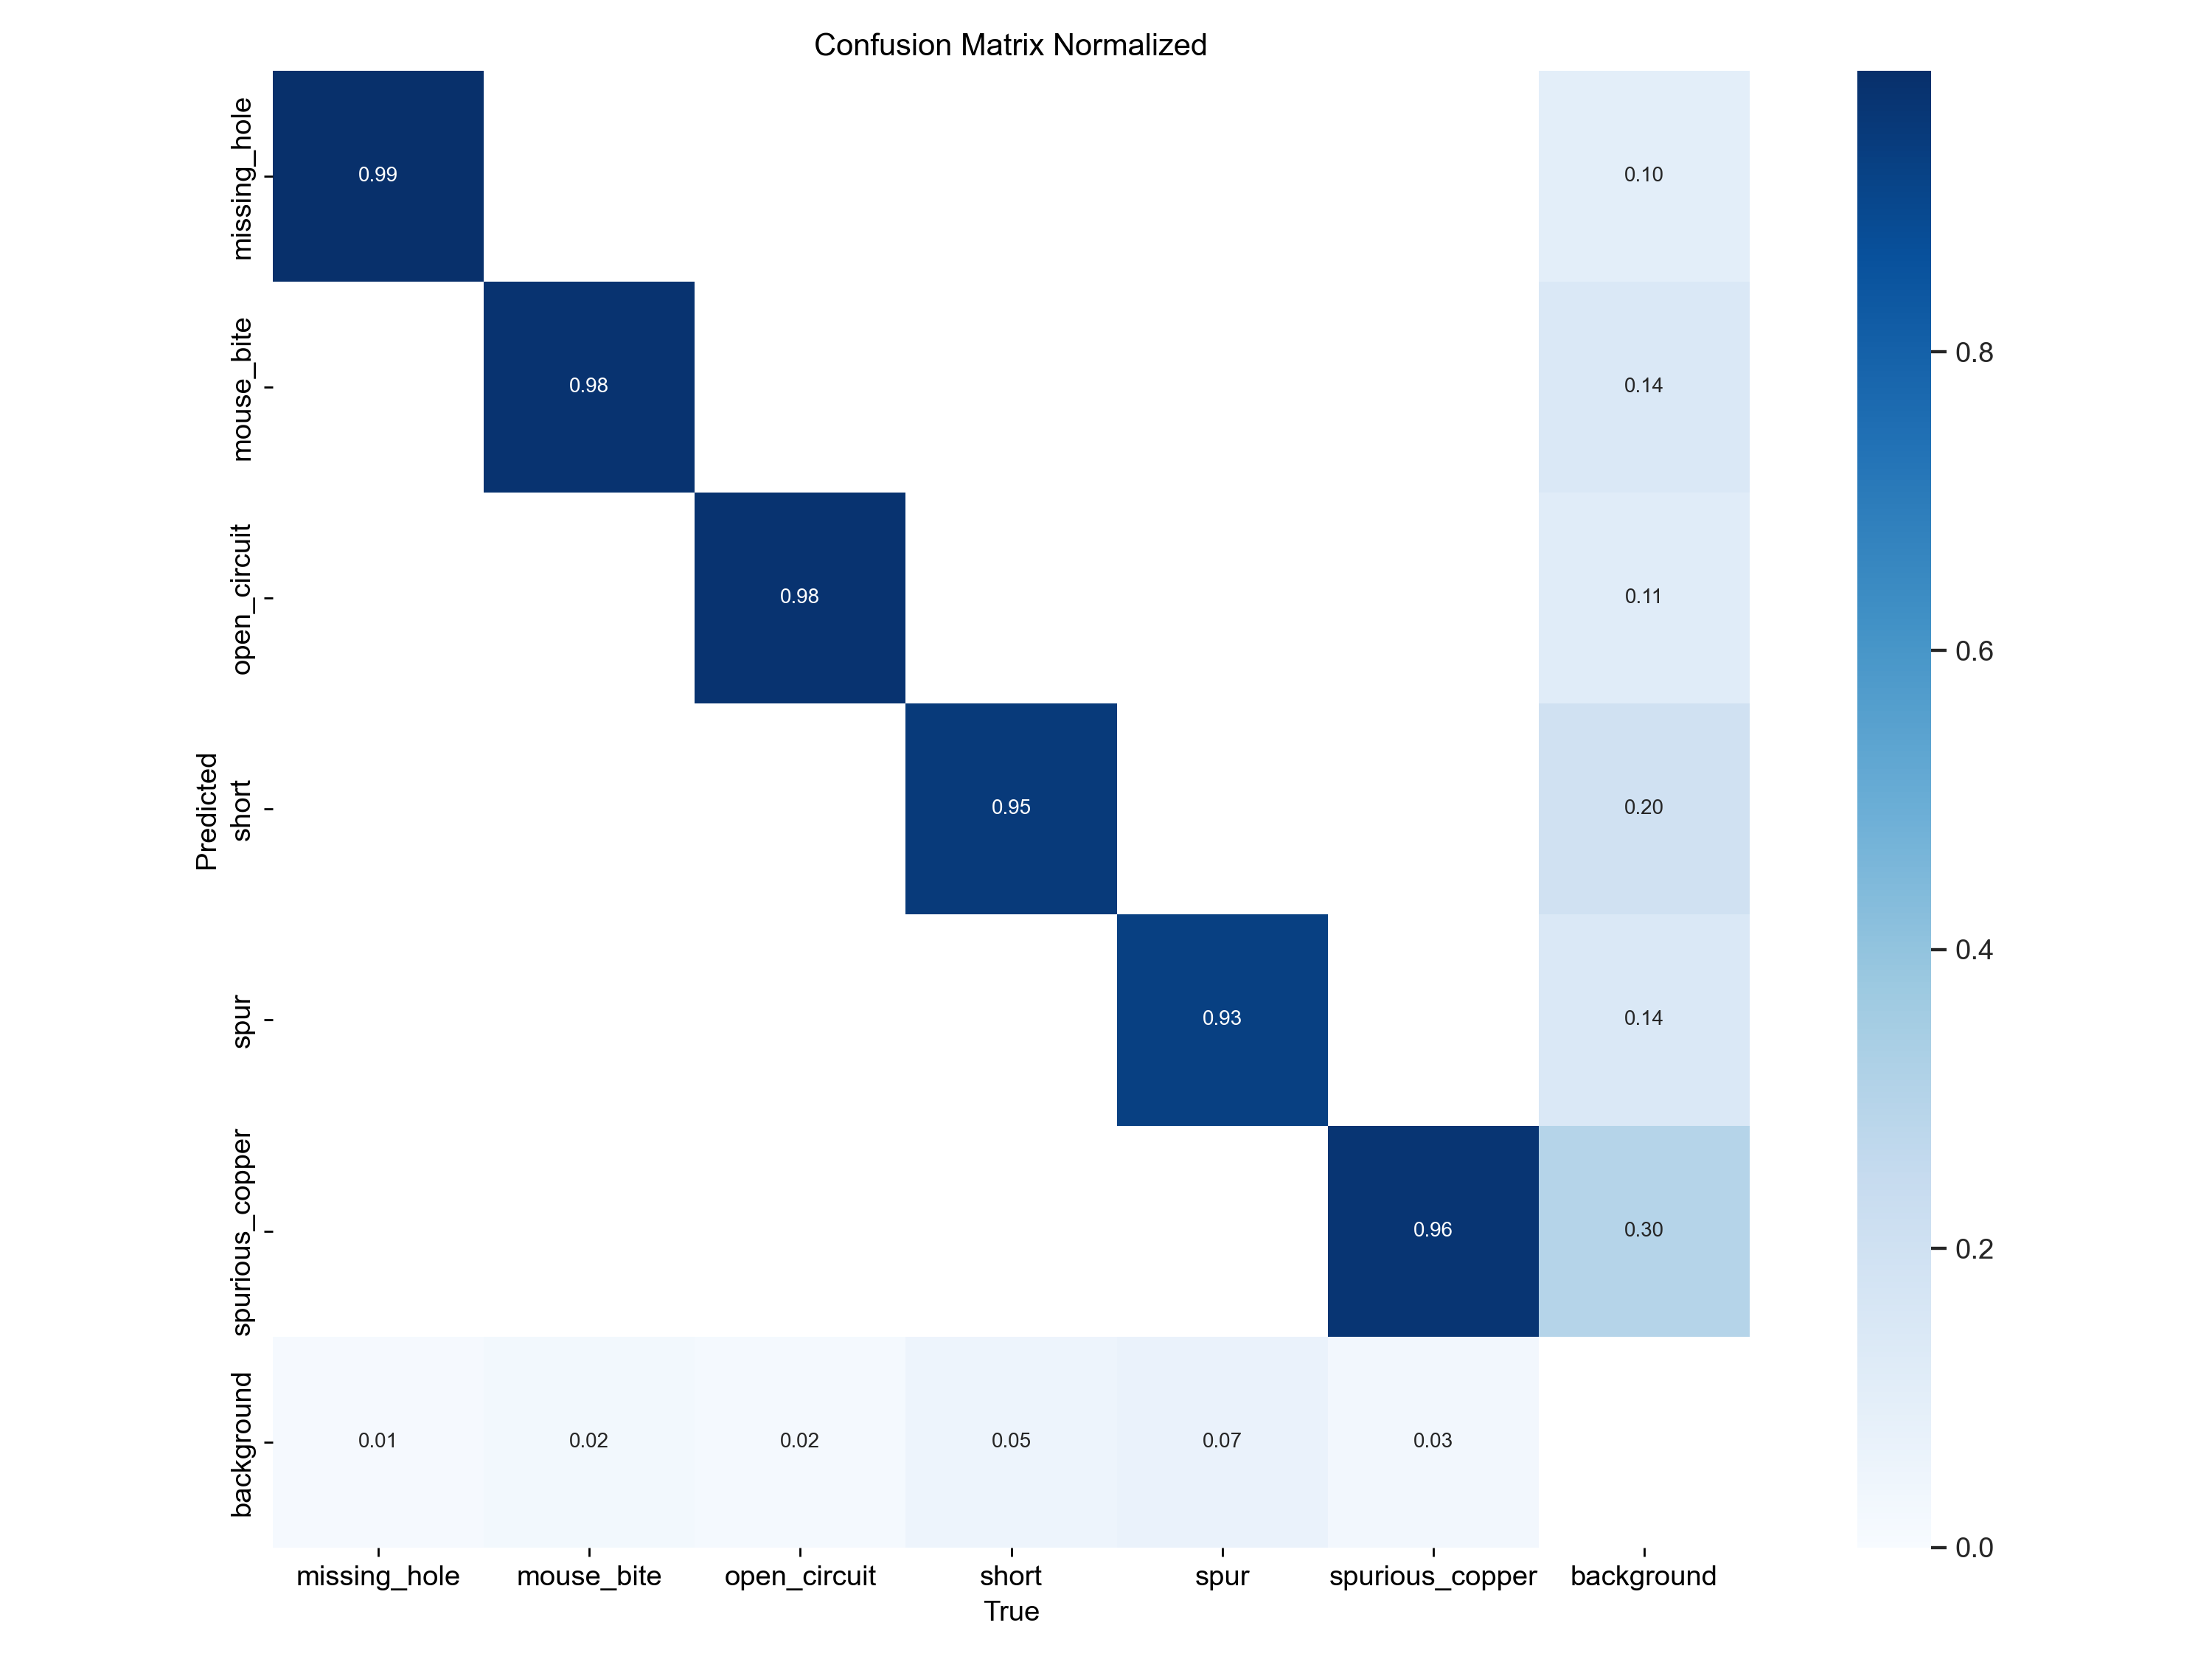 Confusion Matrix Normalized
Predicted
missing_hole
0.99
0.10
mouse_bite
0.98
0.14
open_circuit
0.98
0.11
short
0.95
0.20
spur
0.93
0.14
spurious_copper
0.96
0.30
background
0.01
0.02
0.02
0.05
0.07
0.03
missing_hole
mouse_bite
open_circuit
short
spur
spurious_copper
background
True
0.8
0.6
0.4
0.2
0.0